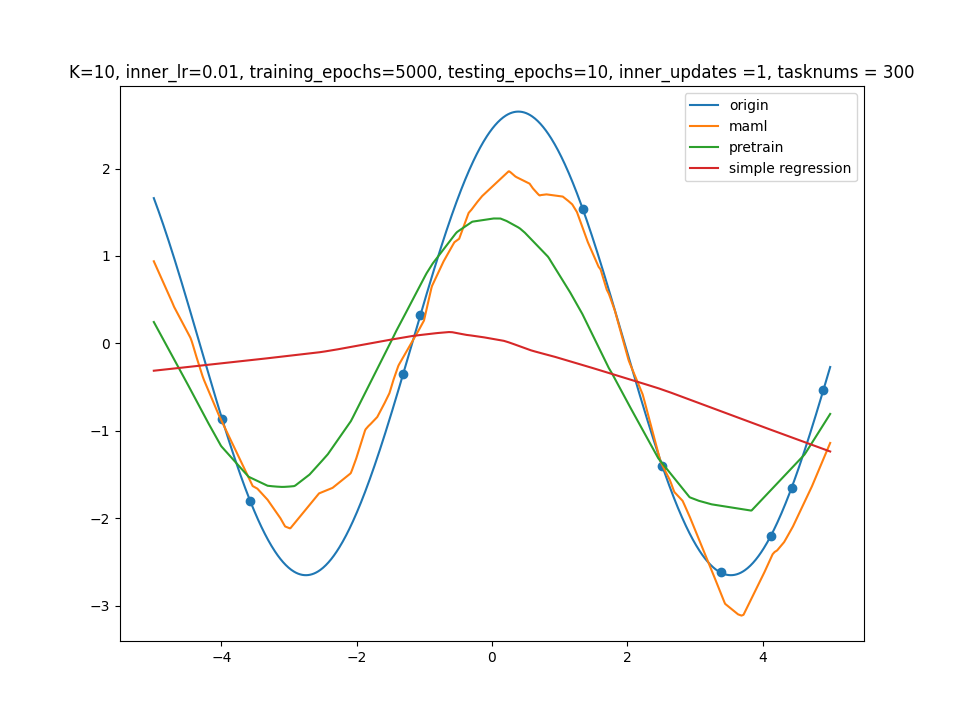 K=10, inner_lr=0.01, training_epochs=5000, testing_epochs=10, inner_updates =1, tasknums = 300
origin
maml
pretrain
simple regression
2
1
0
−1
−2
−3
−4
−2
0
2
4